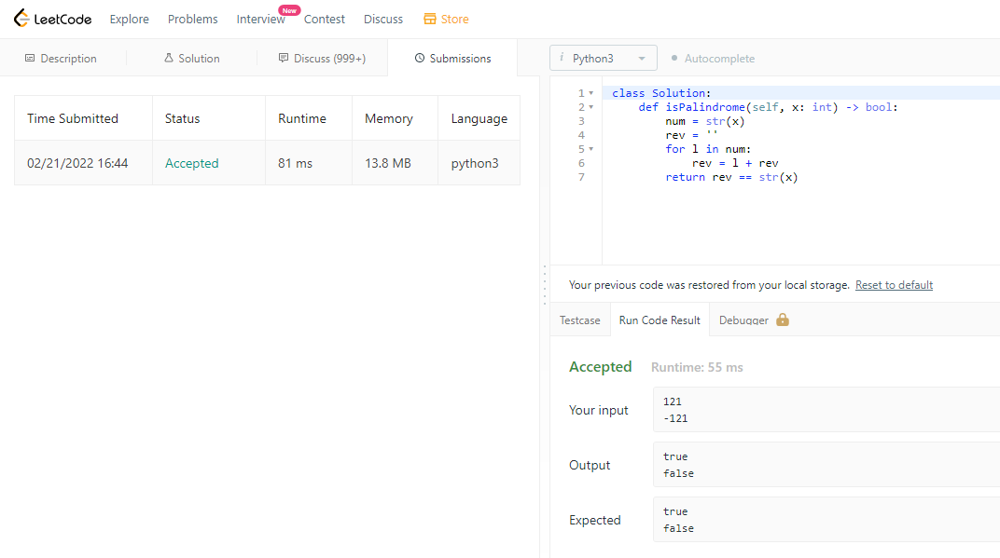 LeetCode Explore Problems Interview New Contest Discuss Store
Description Solution Discuss (999+) Submissions
Time Submitted Status Runtime Memory Language
02/21/2022 16:44 Accepted 81 ms 13.8 MB python3
i Python3 Autocomplete
1 class Solution:
2 def isPalindrome(self, x: int) -> bool:
3 num = str(x)
4 rev = ''
5 for l in num:
6 rev = l + rev
7 return rev == str(x)
Your previous code was restored from your local storage. Reset to default
Testcase Run Code Result Debugger
Accepted Runtime: 55 ms
Your input
121
-121
Output
true
false
Expected
true
false